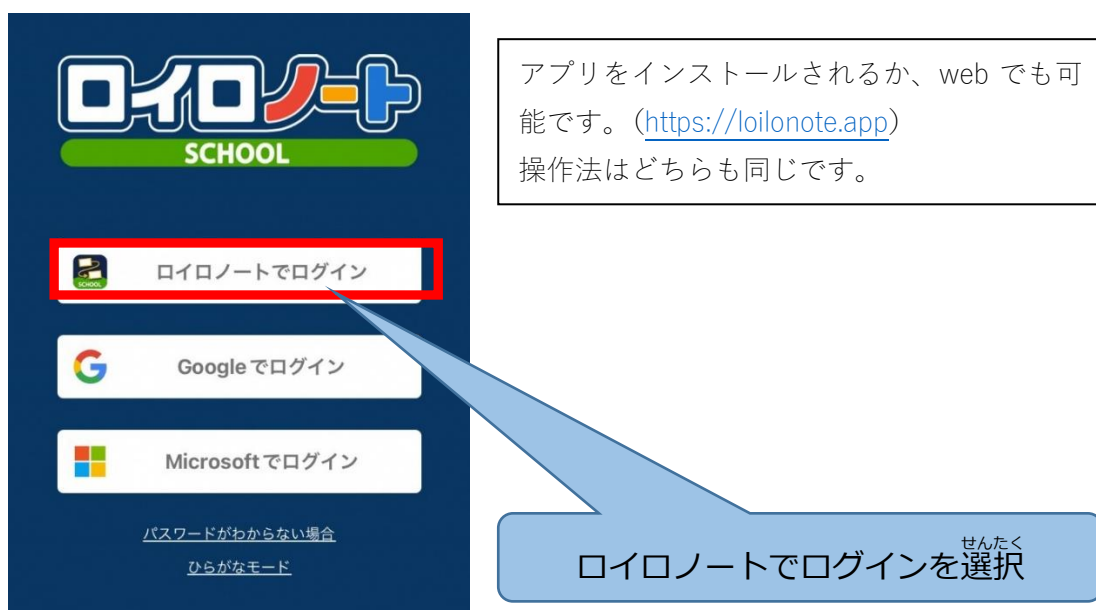 ロイロノート
SCHOOL
アプリをインストールされるか、web でも可
能です。(https://loilonote.app)
操作法はどちらも同じです。
SCHOOL
ロイロノートでログイン
Googleでログイン
Microsoftでログイン
パスワードがわからない場合
ひらがなモード
せんたく
ロイロノートでログインを選択